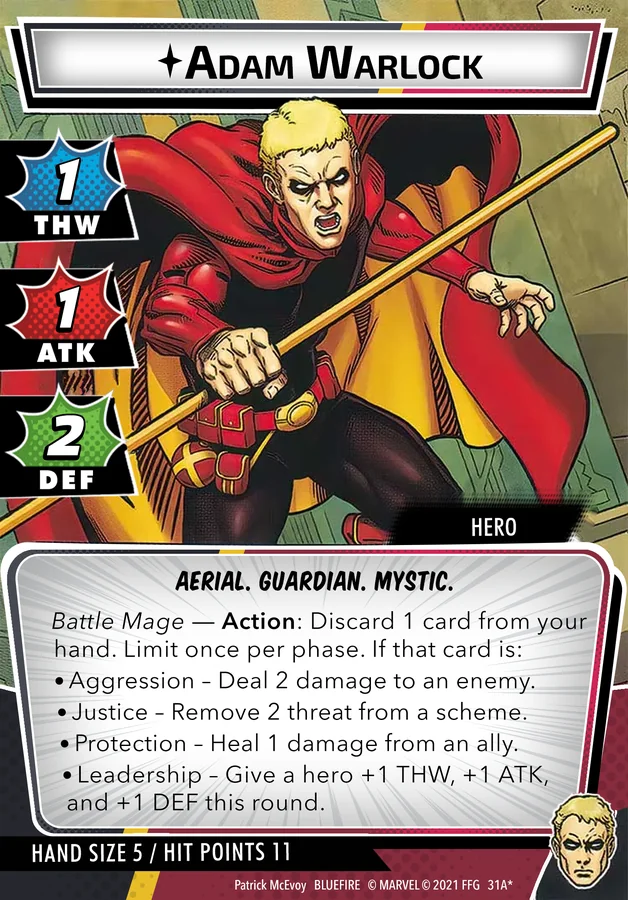 ✦Adam Warlock
1
THW
1
ATK
2
DEF
HERO
AERIAL. GUARDIAN. MYSTIC.
Battle Mage — Action: Discard 1 card from your
hand. Limit once per phase. If that card is:
• Aggression – Deal 2 damage to an enemy.
• Justice – Remove 2 threat from a scheme.
• Protection – Heal 1 damage from an ally.
• Leadership – Give a hero +1 THW, +1 ATK,
and +1 DEF this round.
HAND SIZE 5 / HIT POINTS 11
Patrick McEvoy BLUEFIRE © MARVEL © 2021 FFG 31A*